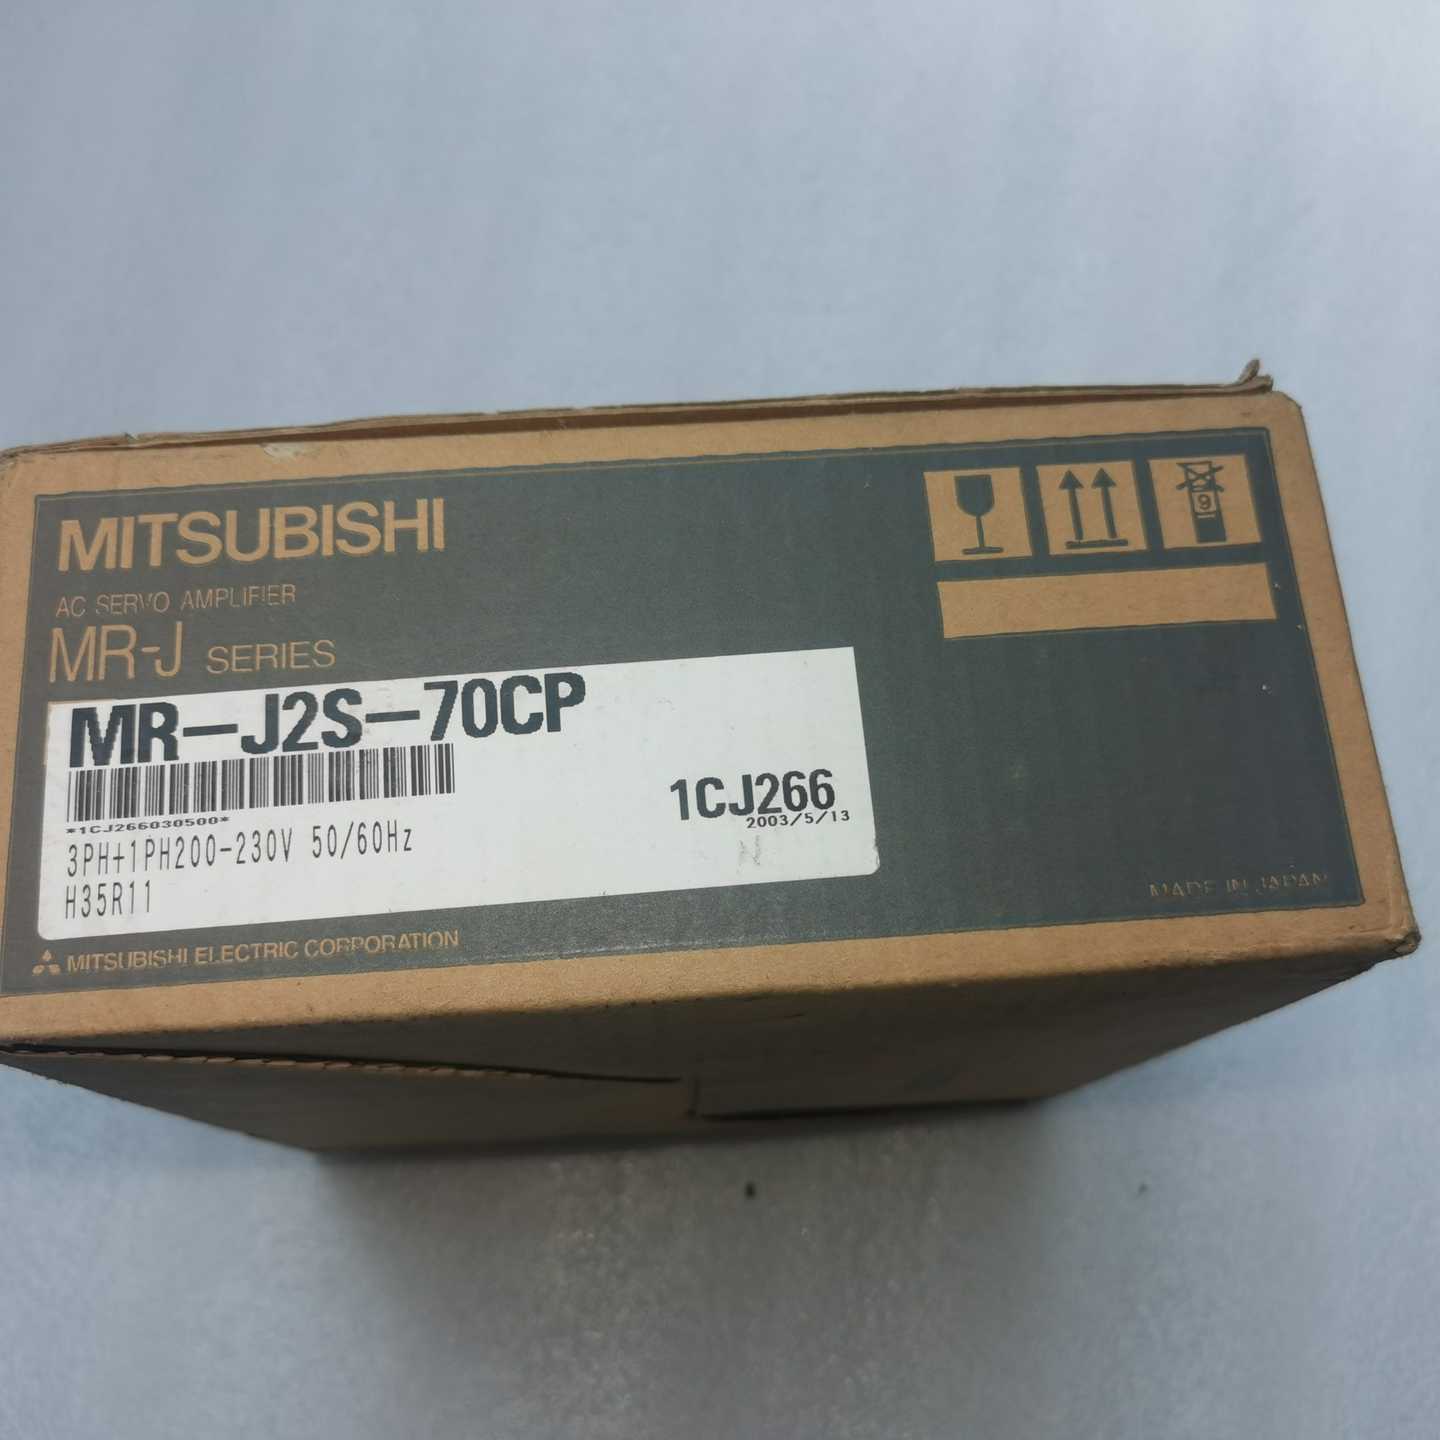 MITSUBISHI
AC SERVO AMPLIFIER
MR-J SERIES
9
MR-J2S-70CP
*1CJ266030500*
1CJ266
2003/5/13
3PH+1PH200-230V 50/60Hz
N
H35R11
MADE IN JAPAN
MITSUBISHI ELECTRIC CORPORATION